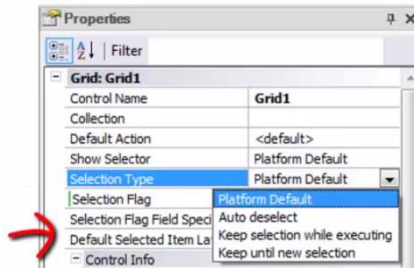 Properties
Filter
Grid: Grid1
Control Name Grid1
Collection
Default Action <default>
Show Selector Platform Default
Selection Type Platform Default
Selection Flag Platform Default
Selection Flag Field Speci Auto deselect
Default Selected Item La Keep selection while executing
Control Info Keep until new selection